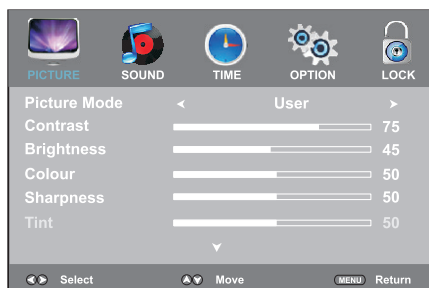 PICTURE SOUND TIME OPTION LOCK
Picture Mode User
Contrast 75
Brightness 45
Colour 50
Sharpness 50
Tint 50
Select Move MENU Return